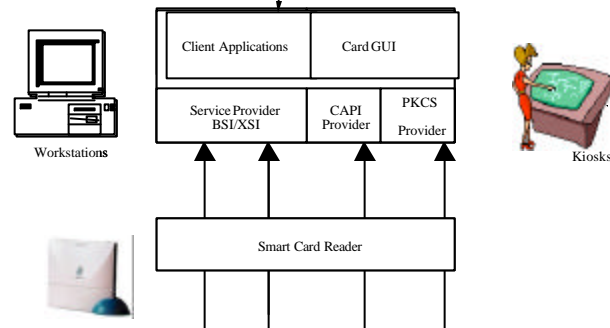 Client Applications
Card GUI
Service Provider
BSI/XSI
CAPI
Provider
PKCS
Provider
Workstations
Kiosks
Smart Card Reader